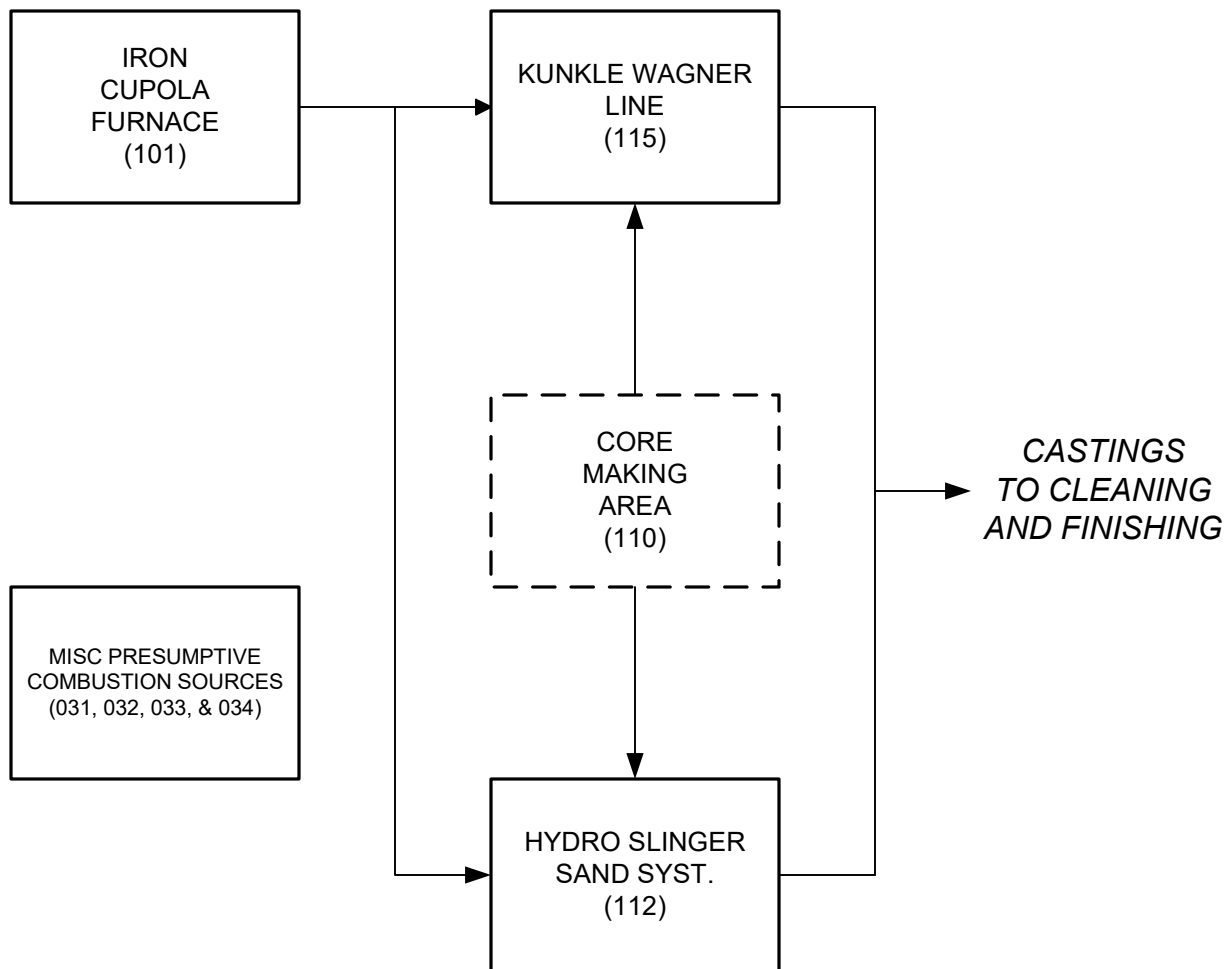 IRON
CUPOLA
FURNACE
(101)
KUNKLE WAGNER
LINE
(115)
CORE
MAKING
AREA
(110)
CASTINGS
TO CLEANING
AND FINISHING
MISC PRESUMPTIVE
COMBUSTION SOURCES
(031, 032, 033, & 034)
HYDRO SLINGER
SAND SYST.
(112)